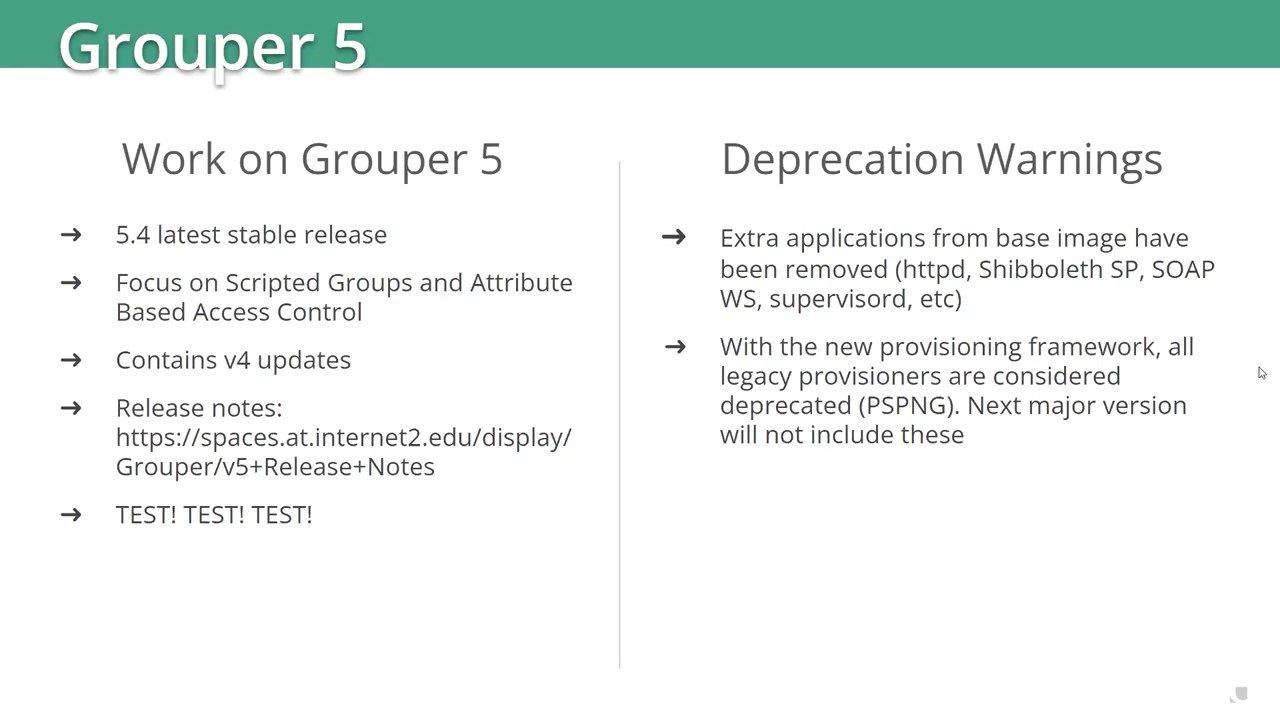 Grouper 5
Work on Grouper 5
➔ 5.4 latest stable release
➔ Focus on Scripted Groups and Attribute
Based Access Control
➔ Contains v4 updates
➔ Release notes:
https://spaces.at.internet2.edu/display/
Grouper/v5+Release+Notes
➔ TEST! TEST! TEST!
Deprecation Warnings
➔ Extra applications from base image have
been removed (httpd, Shibboleth SP, SOAP
WS, supervisord, etc)
➔ With the new provisioning framework, all
legacy provisioners are considered
deprecated (PSPNG). Next major version
will not include these